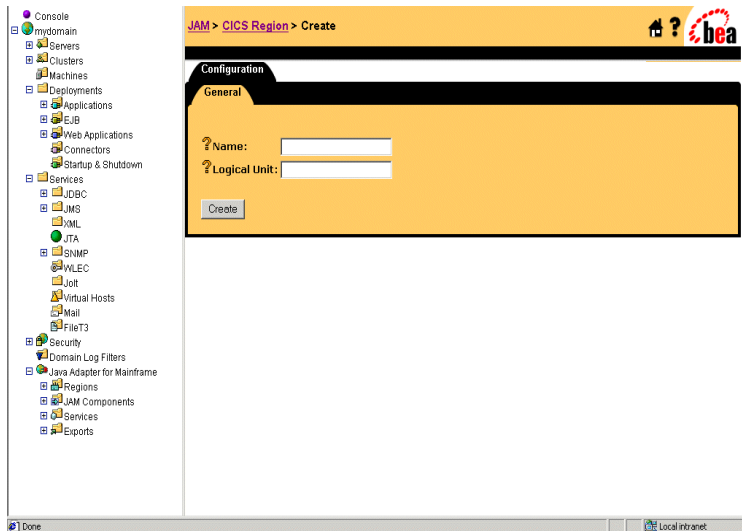 Console
mydomain
Servers
Clusters
Machines
Deployments
Applications
EJB
Web Applications
Connectors
Startup & Shutdown
Services
JDBC
JMS
XML
JTA
SNMP
WLEC
Jolt
Virtual Hosts
Mail
FileT3
Security
Domain Log Filters
Java Adapter for Mainframe
Regions
JAM Components
Services
Exports
JAM > CICS Region > Create
? bea
Configuration
General
? Name:
? Logical Unit:
Create
Done
Local intranet